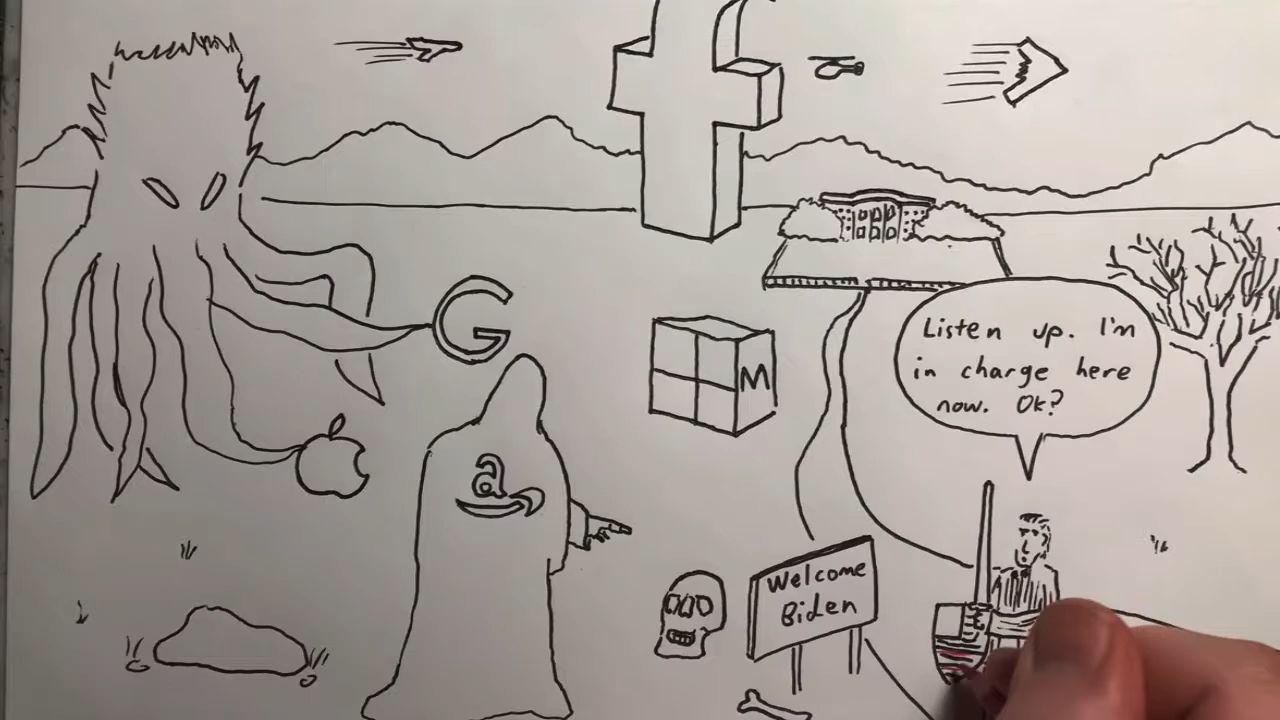 f
G
Listen up. I'm
in charge here
now. Ok?
M
a
Welcome
Biden